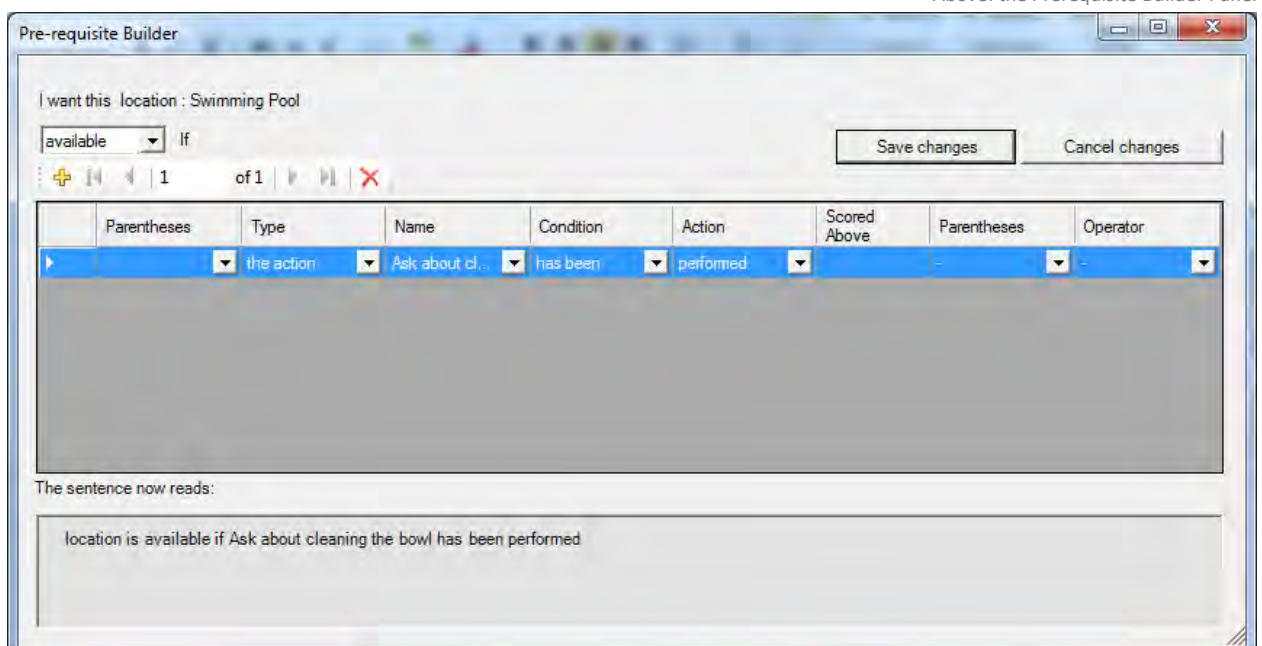 Pre-requisite Builder
I want this location : Swimming Pool
available If
Save changes Cancel changes
1 of 1
Parentheses Type Name Condition Action Scored Above Parentheses Operator
the action Ask about cl... has been performed - -
The sentence now reads:
location is available if Ask about cleaning the bowl has been performed